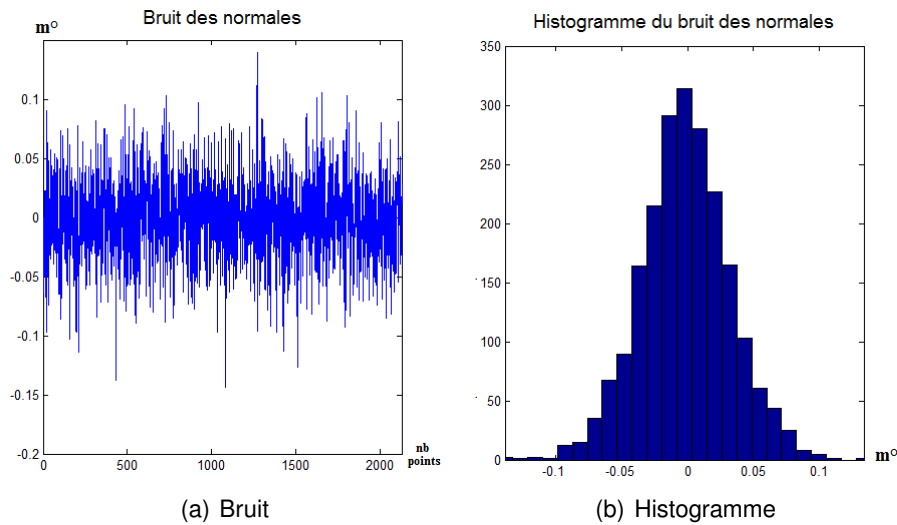 Bruit des normales
m°
0.1
0.05
0
-0.05
-0.1
-0.15
-0.2
0 500 1000 1500 2000
nb
points
(a) Bruit
Histogramme du bruit des normales
350
300
250
200
150
100
50
0
-0.1 -0.05 0 0.05 0.1
m°
(b) Histogramme